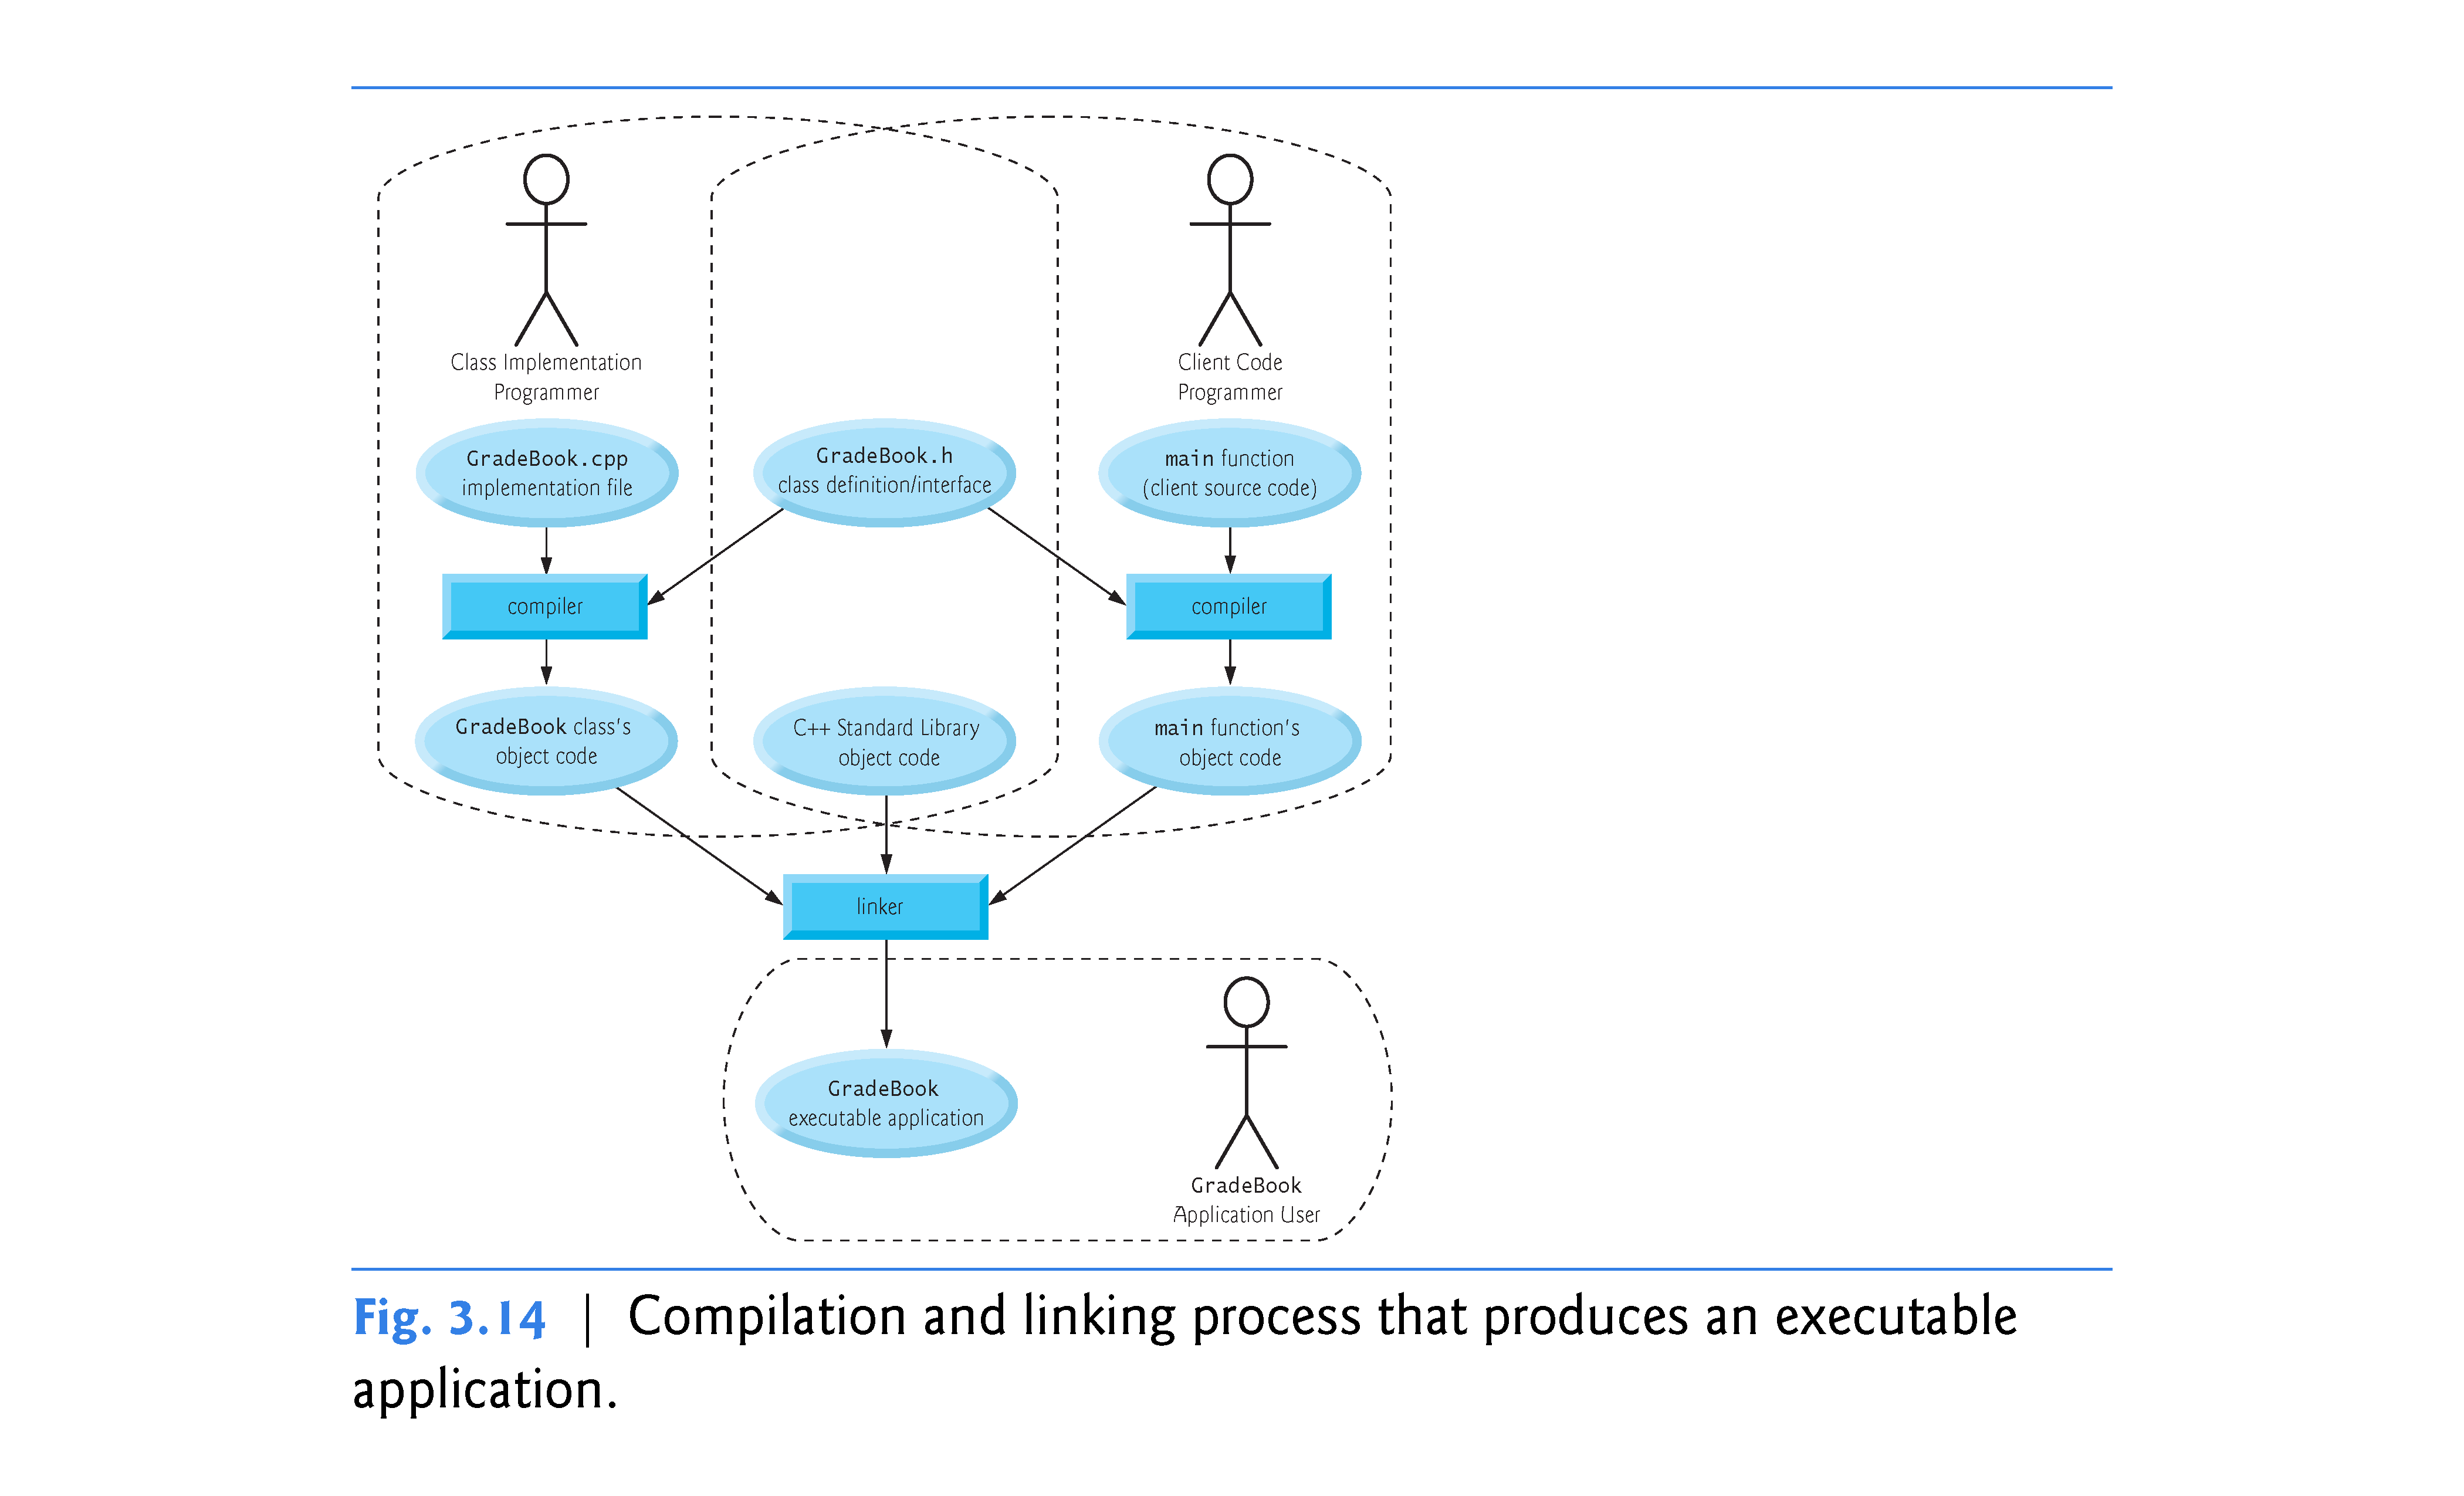 Class Implementation
Programmer
Client Code
Programmer
GradeBook.cpp
implementation file
GradeBook.h
class definition/interface
main function
(client source code)
compiler
compiler
GradeBook class's
object code
C++ Standard Library
object code
main function's
object code
linker
GradeBook
executable application
GradeBook
Application User
Fig. 3.14 | Compilation and linking process that produces an executable
application.